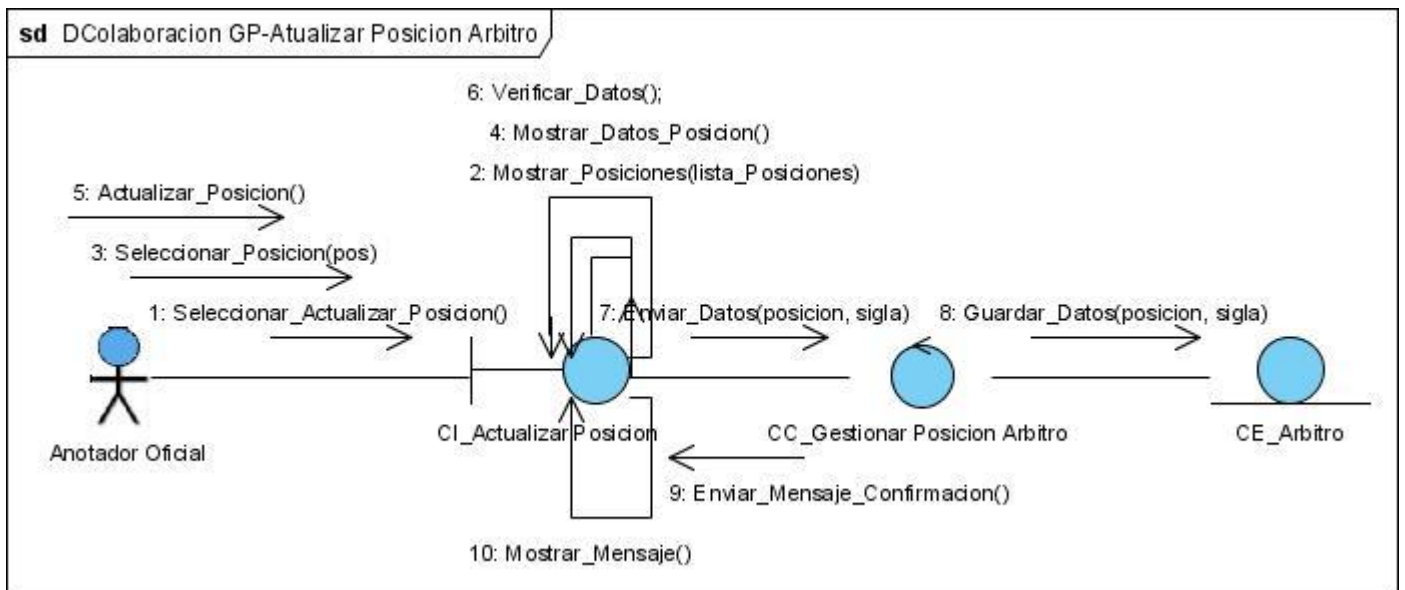 sd DColaboracion GP-Atualizar Posicion Arbitro
6: Verificar_Datos();
4: Mostrar_Datos_Posicion()
2: Mostrar_Posiciones(lista_Posiciones)
5: Actualizar_Posicion()
3: Seleccionar_Posicion(pos)
1: Seleccionar_Actualizar_Posicion()
7: Enviar_Datos(posicion, sigla)
8: Guardar_Datos(posicion, sigla)
Anotador Oficial
CI_Actualizar Posicion
CC_Gestionar Posicion Arbitro
CE_Arbitro
9: Enviar_Mensaje_Confirmacion()
10: Mostrar_Mensaje()